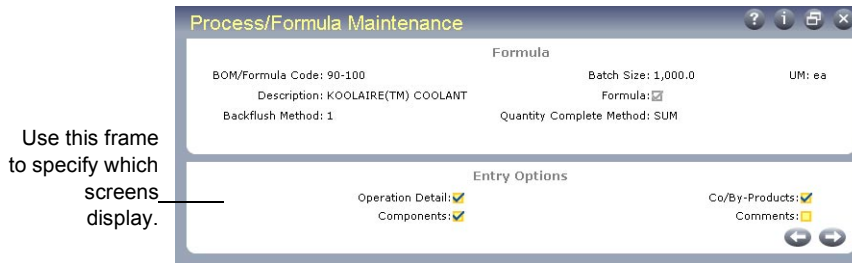 Process/Formula Maintenance
Formula
BOM/Formula Code: 90-100 Batch Size: 1,000.0 UM: ea
Description: KOOLAIRE(TM) COOLANT Formula:
Backflush Method: 1 Quantity Complete Method: SUM
Use this frame
to specify which
screens
display.
Entry Options
Operation Detail: Co/By-Products:
Components: Comments: